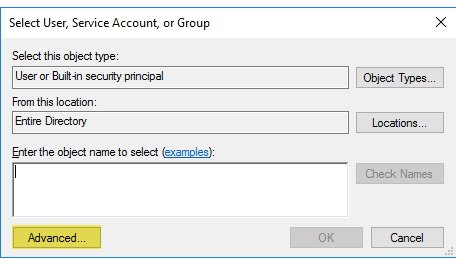 Select User, Service Account, or Group
Select this object type:
User or Built-in security principal
Object Types...
From this location:
Entire Directory
Locations...
Enter the object name to select (examples):
Check Names
Advanced...
OK
Cancel